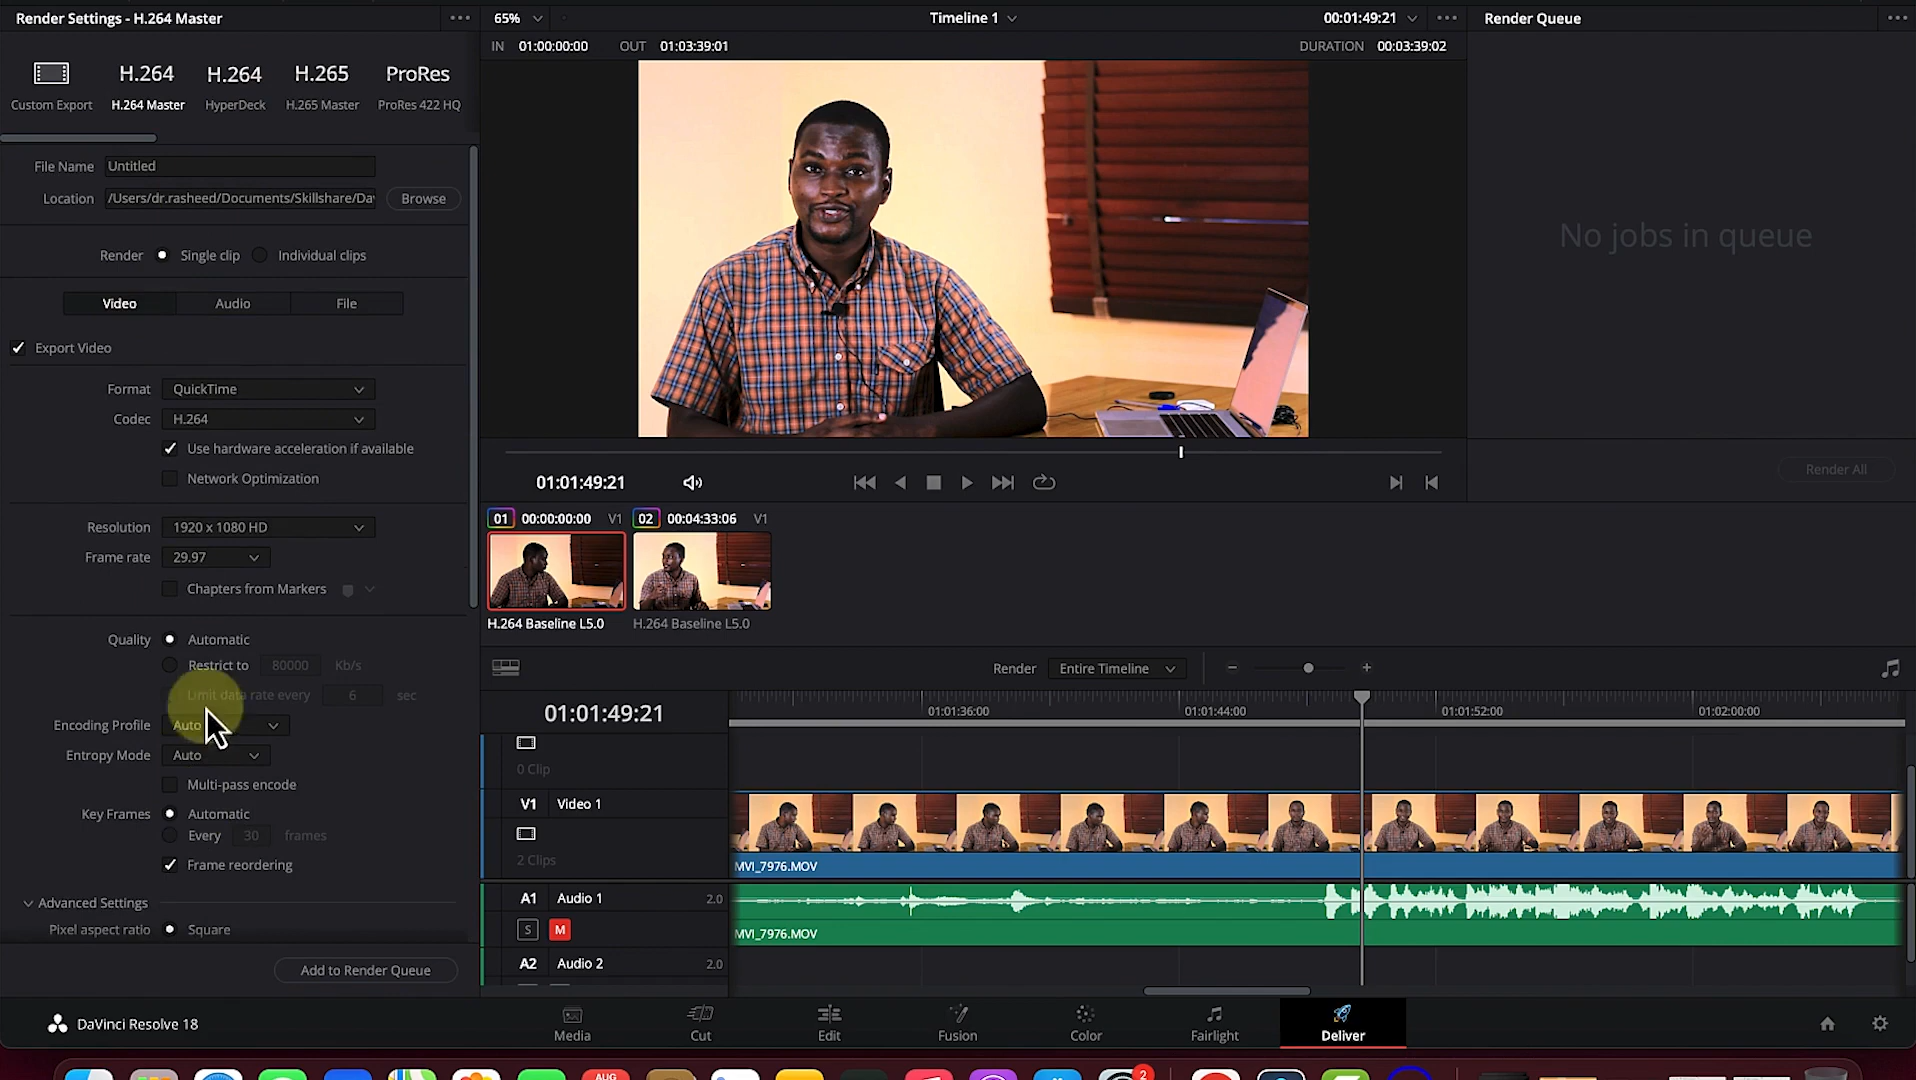 Render Settings - H.264 Master
65%
Timeline 1
00:01:49:21
Render Queue
IN 01:00:00:00 OUT 01:03:39:01
DURATION 00:03:39:02
H.264 H.264 H.265 ProRes
Custom Export H.264 Master HyperDeck H.265 Master ProRes 422 HQ
File Name Untitled
Location /Users/dr.rasheed/Documents/Skillshare/Da
Browse
Render Single clip Individual clips
Video Audio File
Export Video
Format QuickTime
Codec H.264
Use hardware acceleration if available
Network Optimization
Resolution 1920 x 1080 HD
Frame rate 29.97
Chapters from Markers
Quality Automatic
Restrict to 80000 Kb/s
Limit data rate every 6 sec
Encoding Profile Auto
Entropy Mode Auto
Multi-pass encode
Key Frames Automatic
Every 30 frames
Frame reordering
Advanced Settings
Pixel aspect ratio Square
Add to Render Queue
No jobs in queue
Render All
01:01:49:21
01 00:00:00:00 V1 02 00:04:33:06 V1
H.264 Baseline L5.0 H.264 Baseline L5.0
Render Entire Timeline
01:01:49:21
01:01:36:00 01:01:44:00 01:01:52:00 01:02:00:00
0 Clip
V1 Video 1
2 Clips
MVI_7976.MOV
A1 Audio 1 2.0
S M
MVI_7976.MOV
A2 Audio 2 2.0
DaVinci Resolve 18
Media Cut Edit Fusion Color Fairlight Deliver
AUG
2